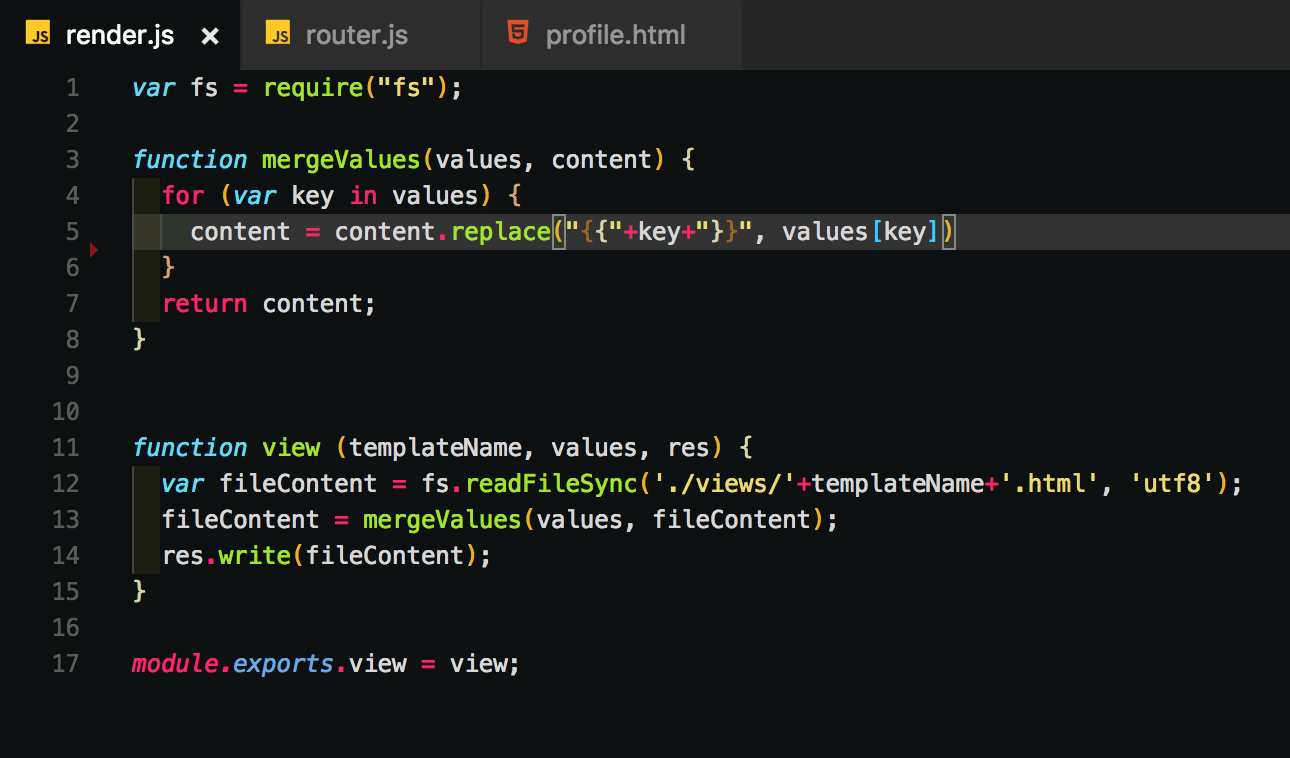 JS render.js × JS router.js 5 profile.html
1 var fs = require("fs");
2
3 function mergeValues(values, content) {
4   for (var key in values) {
5     content = content.replace("{{"+key+"}}", values[key])
6   }
7   return content;
8 }
9
10
11 function view (templateName, values, res) {
12   var fileContent = fs.readFileSync('./views/'+templateName+'.html', 'utf8');
13   fileContent = mergeValues(values, fileContent);
14   res.write(fileContent);
15 }
16
17 module.exports.view = view;